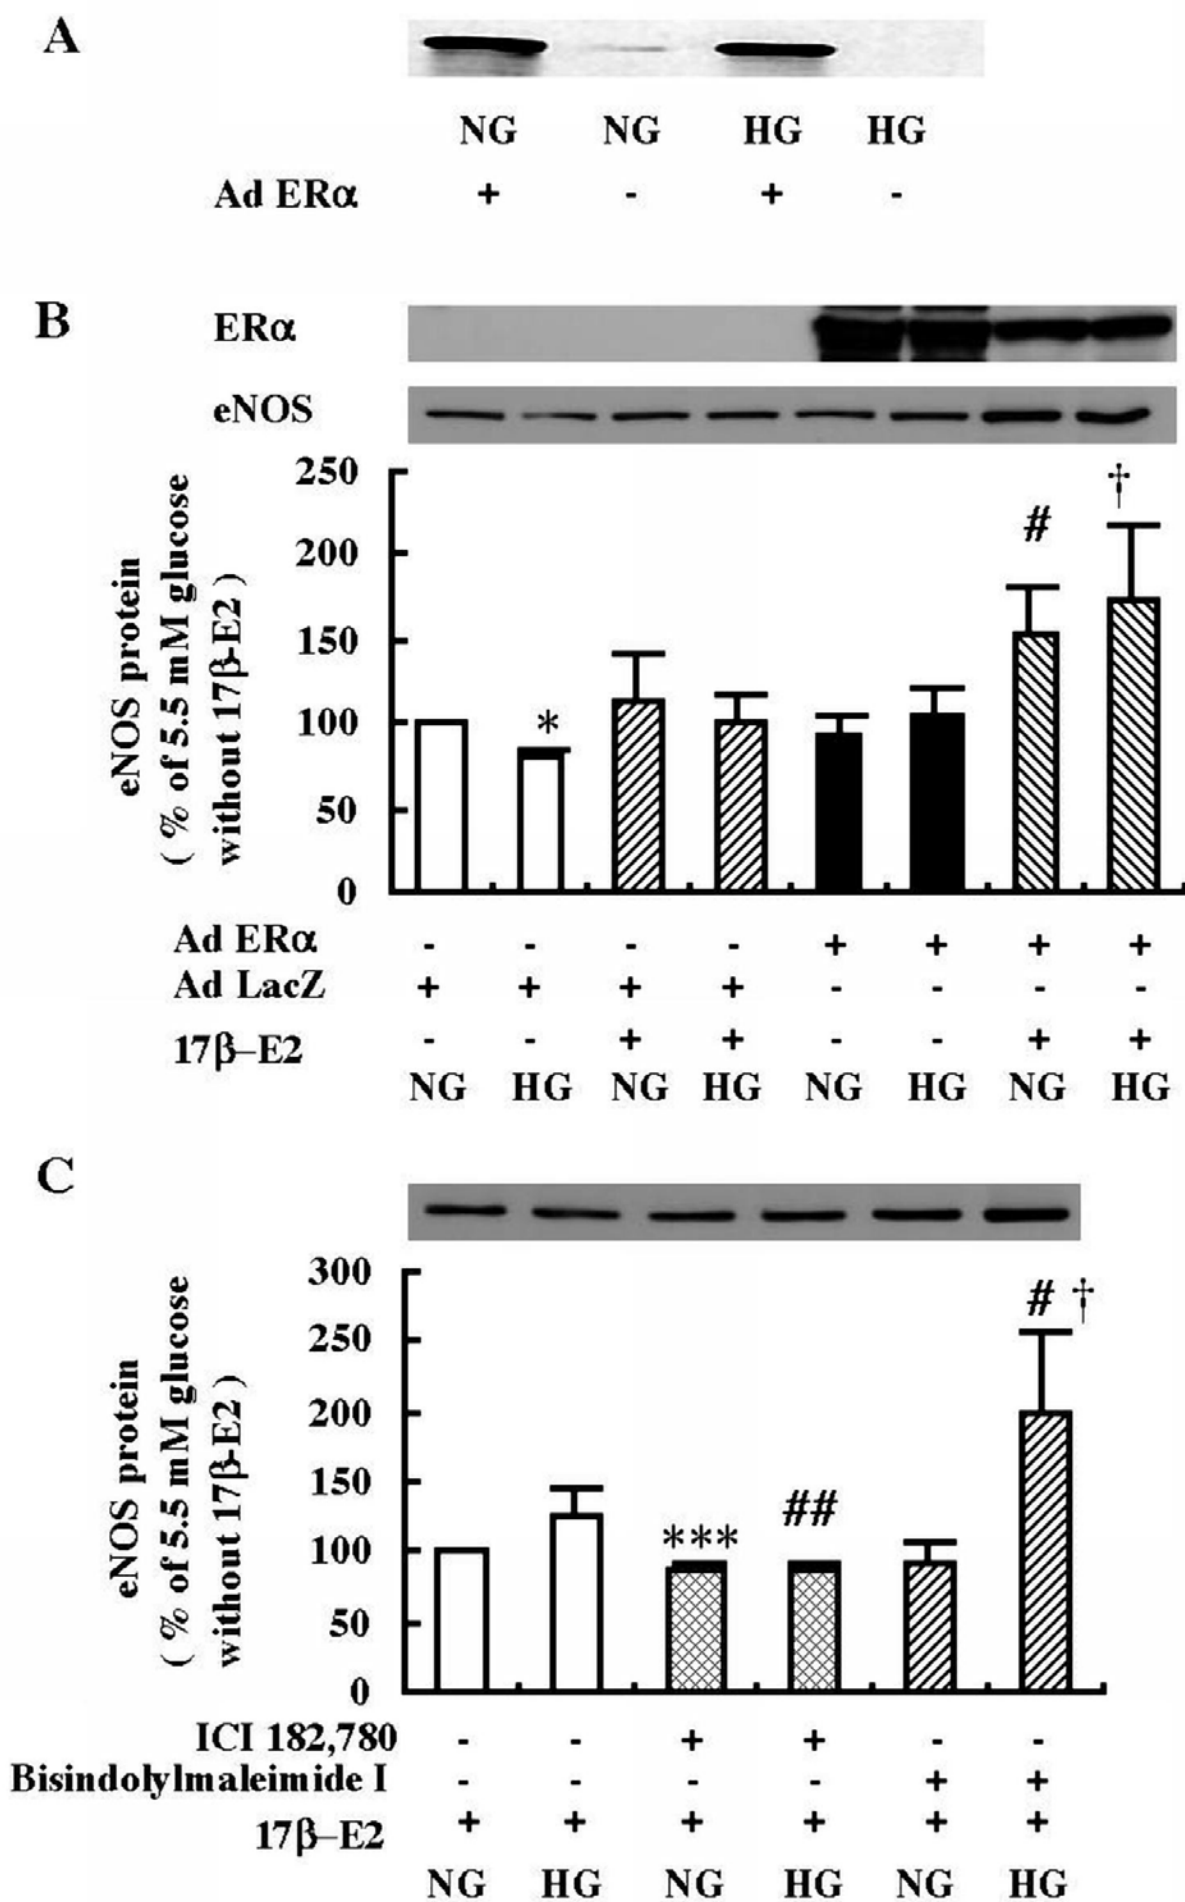 A
NG NG HG HG
Ad ERα + - + -
B
ERα
eNOS
eNOS protein
( % of 5.5 mM glucose
without 17β-E2 )
250
200
150
100
50
0
*
#
†
Ad ERα - - - - + + + +
Ad LacZ + + + + - - - -
17β–E2 - - + + - - + +
NG HG NG HG NG HG NG HG
C
eNOS protein
( % of 5.5 mM glucose
without 17β-E2 )
300
250
200
150
100
50
0
***
##
# †
ICI 182,780 - - + + - -
Bisindolylmaleimide I - - - - + +
17β–E2 + + + + + +
NG HG NG HG NG HG